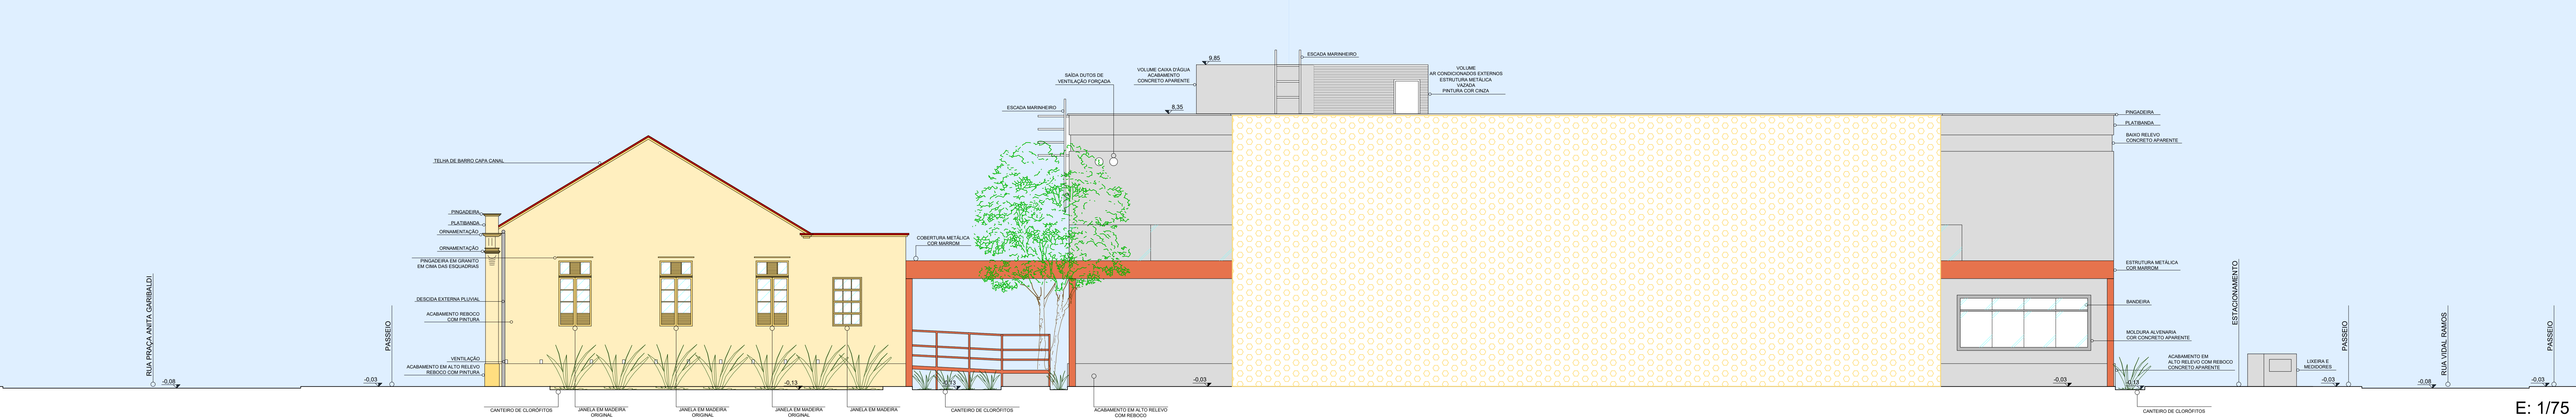 ESCADA MARINHEIRO
9,85
VOLUME CAIXA D'ÁGUA
ACABAMENTO
CONCRETO APARENTE
VOLUME
AR CONDICIONADOS EXTERNOS
ESTRUTURA METÁLICA
VAZADA
PINTURA COR CINZA
SAÍDA DUTOS DE
VENTILAÇÃO FORÇADA
ESCADA MARINHEIRO
8,35
PINGADEIRA
PLATIBANDA
BAIXO RELEVO
CONCRETO APARENTE
TELHA DE BARRO CAPA CANAL
PINGADEIRA
PLATIBANDA
ORNAMENTAÇÃO
ORNAMENTAÇÃO
PINGADEIRA EM GRANITO
EM CIMA DAS ESQUADRIAS
COBERTURA METÁLICA
COR MARROM
ESTRUTURA METÁLICA
COR MARROM
DESCIDA EXTERNA PLUVIAL
ACABAMENTO REBOCO
COM PINTURA
BANDEIRA
MOLDURA ALVENARIA
COR CONCRETO APARENTE
VENTILAÇÃO
ACABAMENTO EM ALTO RELEVO
REBOCO COM PINTURA
ACABAMENTO EM
ALTO RELEVO COM REBOCO
CONCRETO APARENTE
LIXEIRA E
MEDIDORES
RUA PRAÇA ANITA GARIBALDI
PASSEIO
ESTACIONAMENTO
PASSEIO
RUA VIDAL RAMOS
PASSEIO
-0,08
-0,03
-0,13
-0,13
-0,03
-0,03
-0,13
-0,03
-0,08
-0,03
CANTEIRO DE CLORÓFITOS
JANELA EM MADEIRA
ORIGINAL
JANELA EM MADEIRA
ORIGINAL
JANELA EM MADEIRA
ORIGINAL
JANELA EM MADEIRA
CANTEIRO DE CLORÓFITOS
ACABAMENTO EM ALTO RELEVO
COM REBOCO
CANTEIRO DE CLORÓFITOS
E: 1/75